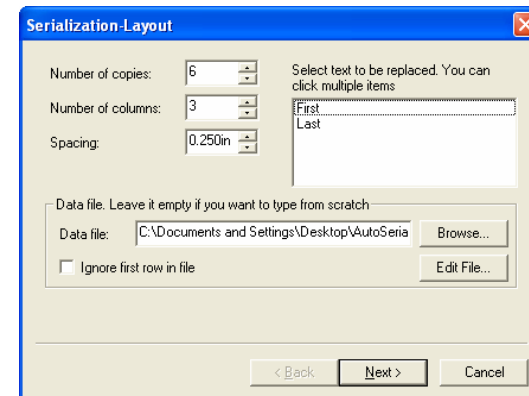 Serialization-Layout
Number of copies: 6
Number of columns: 3
Spacing: 0.250in
Select text to be replaced. You can
click multiple items
First
Last
Data file. Leave it empty if you want to type from scratch
Data file: C:\Documents and Settings\Desktop\AutoSeria Browse...
Ignore first row in file Edit File...
< Back Next > Cancel